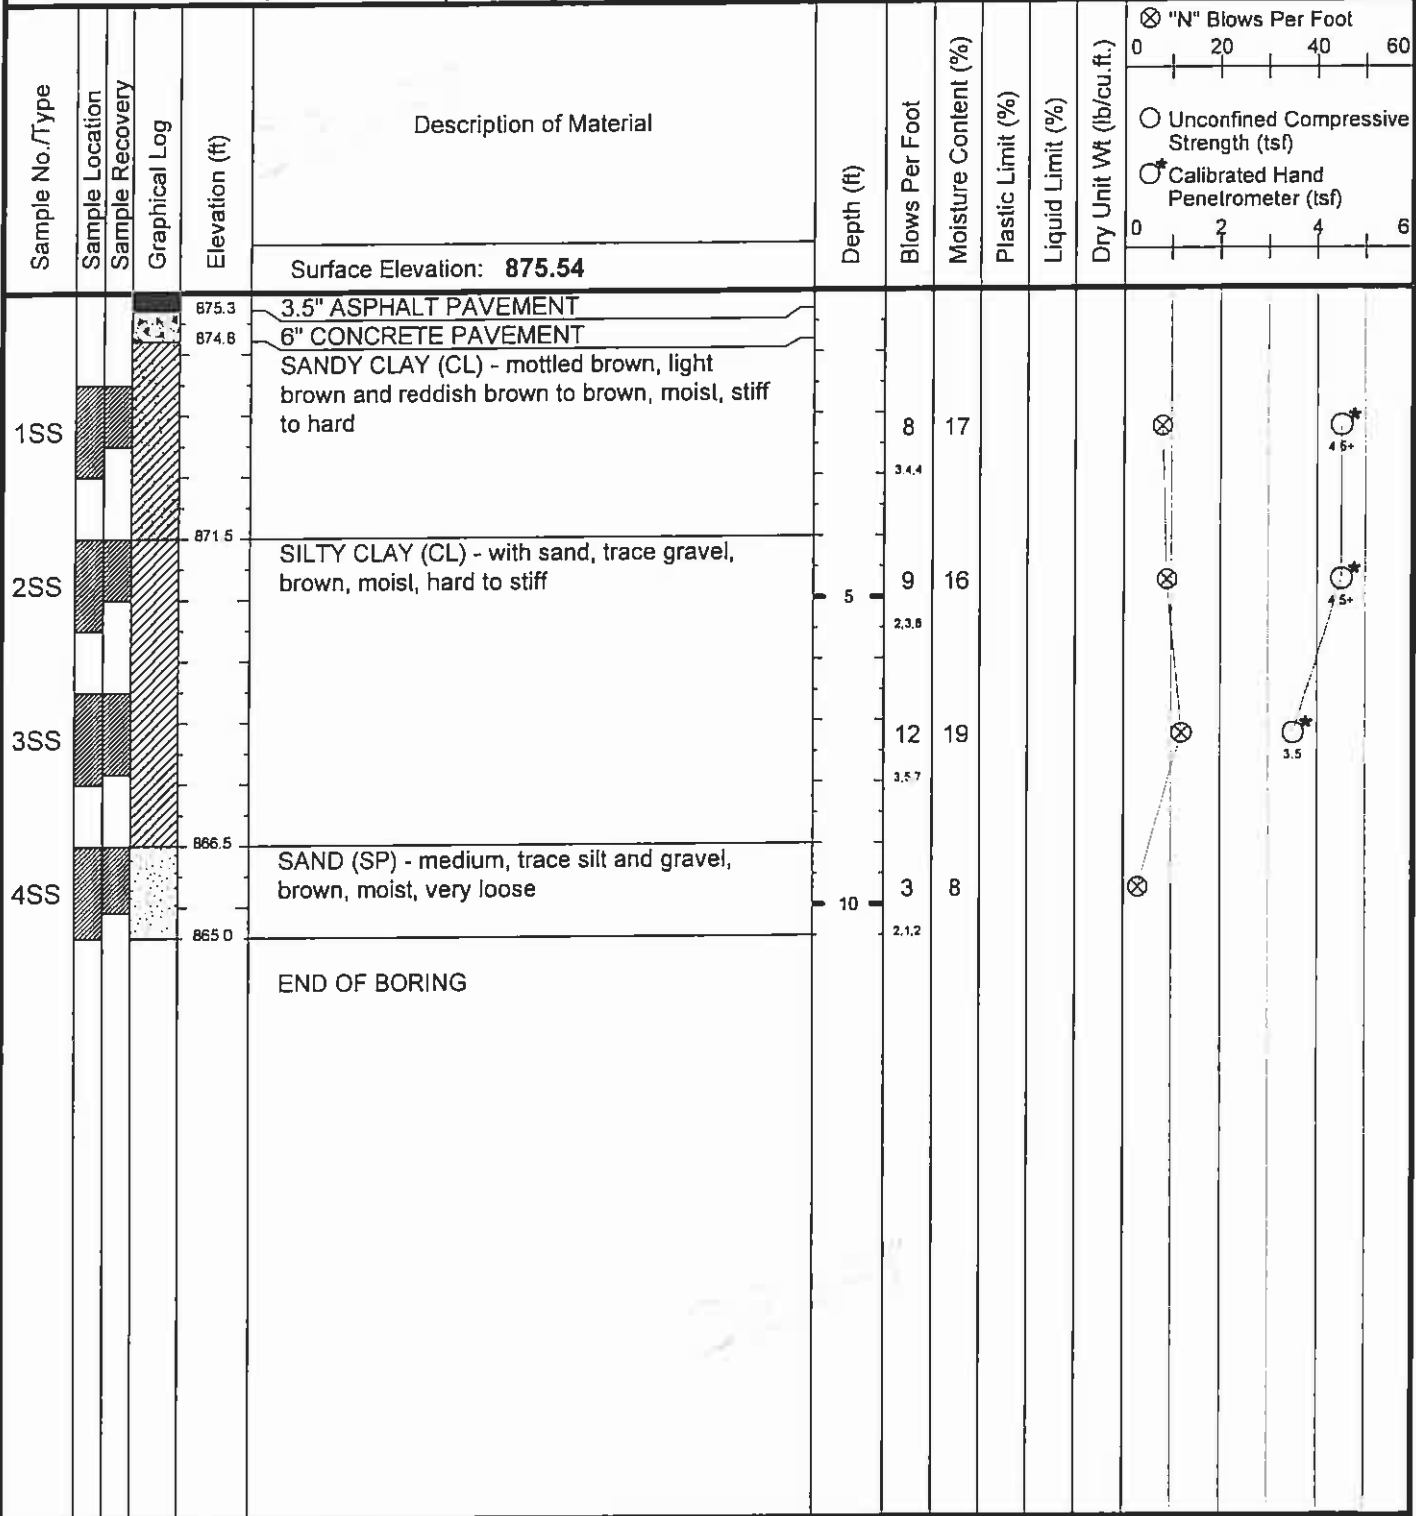 ⊗ "N" Blows Per Foot
0 20 40 60
○ Unconfined Compressive
Strength (tsf)
○* Calibrated Hand
Penetrometer (tsf)
0 2 4 6
Sample No./Type
Sample Location
Sample Recovery
Graphical Log
Elevation (ft)
Description of Material
Surface Elevation: 875.54
Depth (ft)
Blows Per Foot
Moisture Content (%)
Plastic Limit (%)
Liquid Limit (%)
Dry Unit Wt (lb/cu.ft.)
875.3 3.5" ASPHALT PAVEMENT
874.8 6" CONCRETE PAVEMENT
SANDY CLAY (CL) - mottled brown, light
brown and reddish brown to brown, moist, stiff
to hard
1SS 8 17 4.5+
3.4.4
871.5
SILTY CLAY (CL) - with sand, trace gravel,
brown, moist, hard to stiff
2SS 5 9 16 4.5+
2,3,6
3SS 12 19 3.5
3,5,7
866.5
SAND (SP) - medium, trace silt and gravel,
brown, moist, very loose
4SS 10 3 8
865.0 2,1,2
END OF BORING